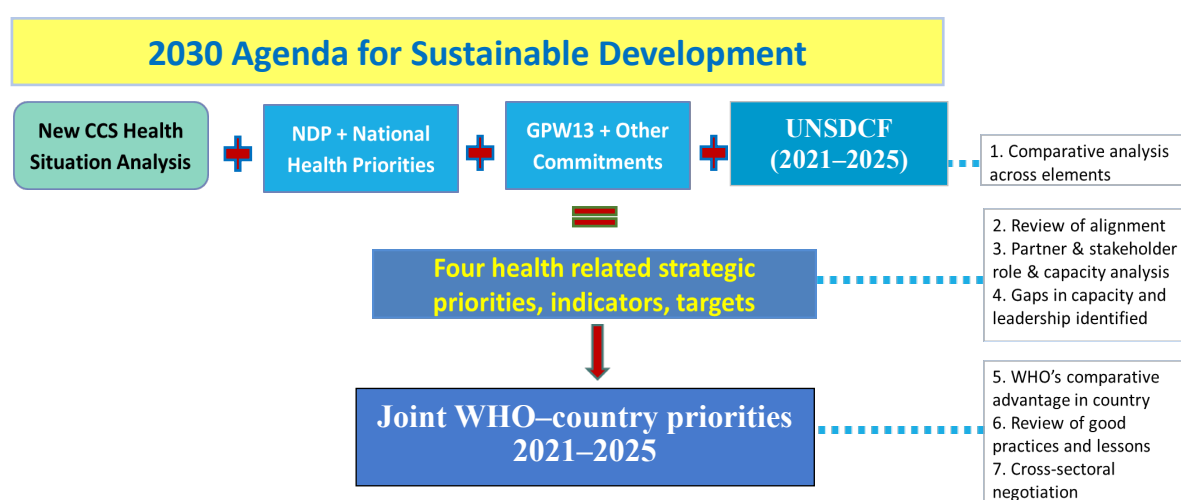 2030 Agenda for Sustainable Development
New CCS Health
Situation Analysis
NDP + National
Health Priorities
GPW13 + Other
Commitments
UNSDCF
(2021–2025)
1. Comparative analysis
across elements
Four health related strategic
priorities, indicators, targets
2. Review of alignment
3. Partner & stakeholder
role & capacity analysis
4. Gaps in capacity and
leadership identified
Joint WHO–country priorities
2021–2025
5. WHO’s comparative
advantage in country
6. Review of good
practices and lessons
7. Cross-sectoral
negotiation